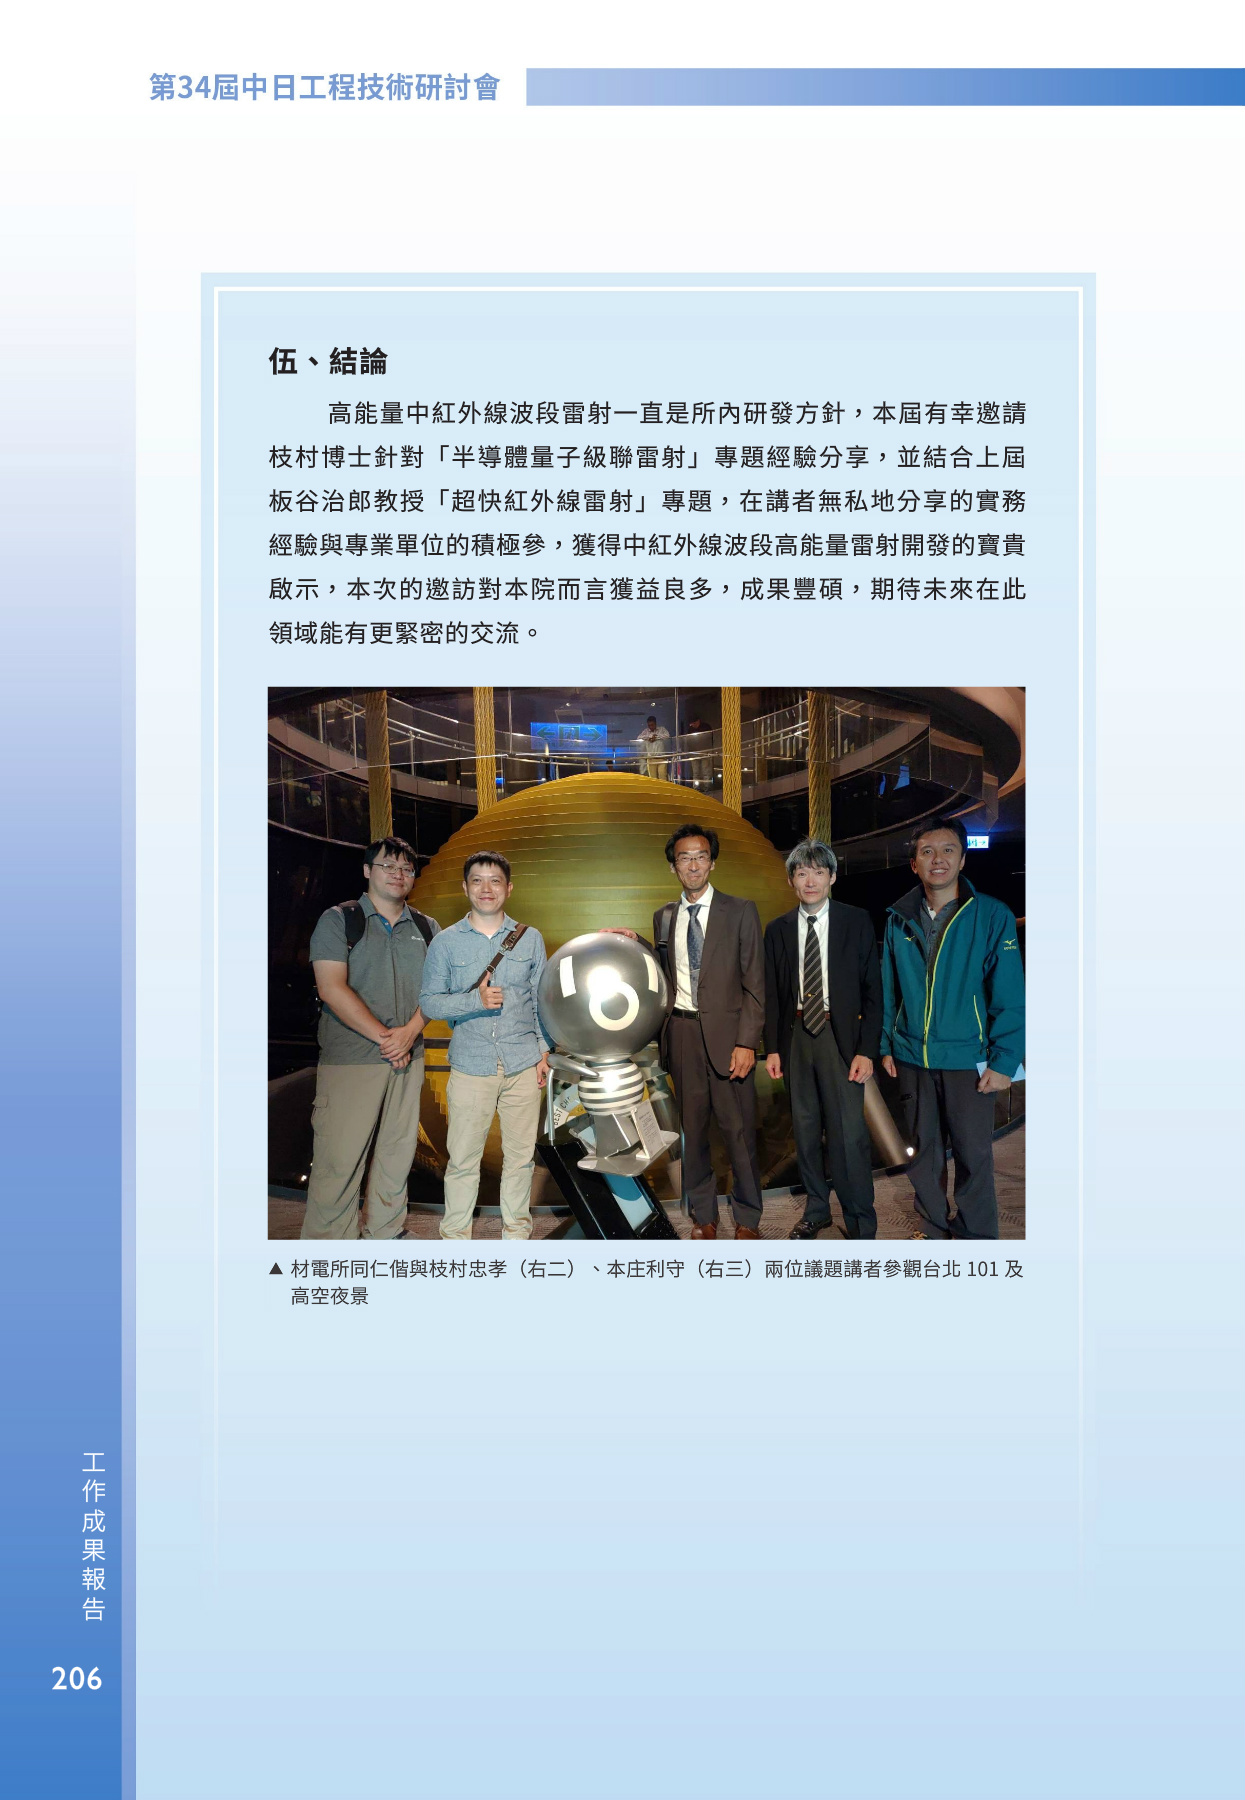 第34屆中日工程技術研討會
伍、結論
高能量中紅外線波段雷射一直是所內研發方針，本屆有幸邀請
枝村博士針對「半導體量子級聯雷射」專題經驗分享，並結合上屆
板谷治郎教授「超快紅外線雷射」專題，在講者無私地分享的實務
經驗與專業單位的積極參，獲得中紅外線波段高能量雷射開發的寶貴
啟示，本次的邀訪對本院而言獲益良多，成果豐碩，期待未來在此
領域能有更緊密的交流。
▲ 材電所同仁偕與枝村忠孝（右二）、本庄利守（右三）兩位議題講者參觀台北 101 及
高空夜景
工作成果報告
206